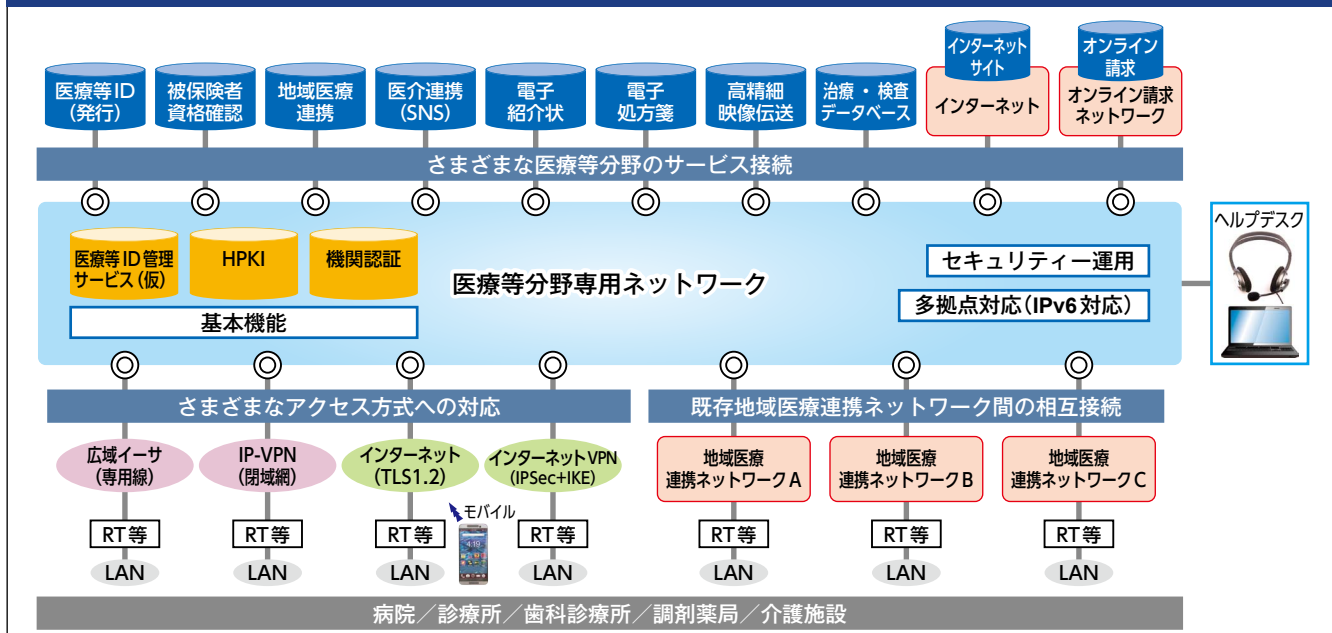 医療等ID
(発行)
被保険者
資格確認
地域医療
連携
医介連携
(SNS)
電子
紹介状
電子
処方箋
高精細
映像伝送
治療・検査
データベース
インターネット
サイト
インターネット
オンライン
請求
オンライン請求
ネットワーク
さまざまな医療等分野のサービス接続
医療等ID管理
サービス(仮)
HPKI
機関認証
基本機能
医療等分野専用ネットワーク
セキュリティー運用
多拠点対応(IPv6対応)
ヘルプデスク
さまざまなアクセス方式への対応
既存地域医療連携ネットワーク間の相互接続
広域イーサ
(専用線)
IP-VPN
(閉域網)
インターネット
(TLS1.2)
インターネットVPN
(IPSec+IKE)
地域医療
連携ネットワークA
地域医療
連携ネットワークB
地域医療
連携ネットワークC
RT等
RT等
RT等
モバイル
RT等
RT等
RT等
RT等
LAN
LAN
LAN
LAN
LAN
LAN
LAN
病院／診療所／歯科診療所／調剤薬局／介護施設